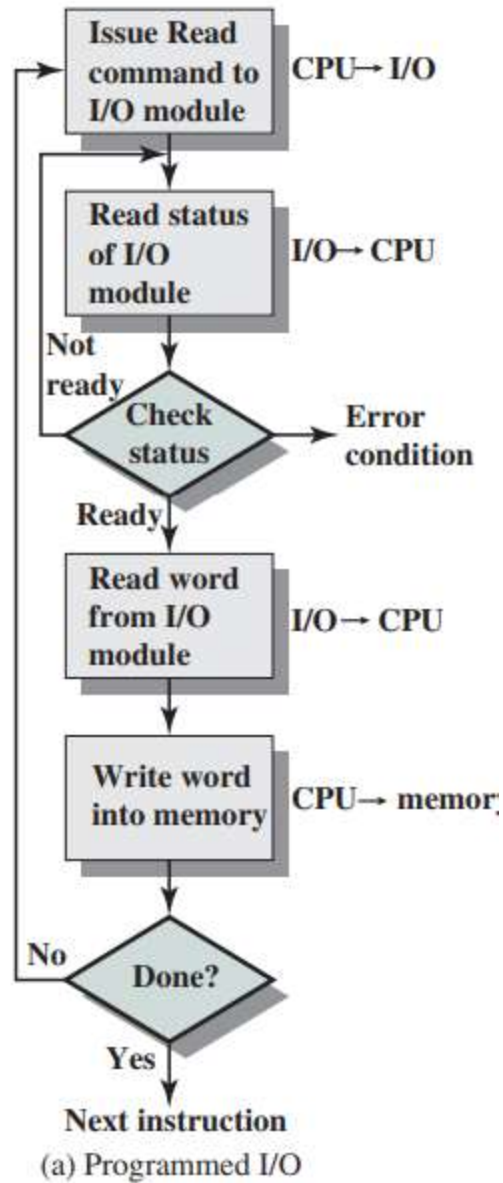 Issue Read
command to
I/O module
CPU → I/O
Read status
of I/O
module
I/O → CPU
Not
ready
Check
status
Error
condition
Ready
Read word
from I/O
module
I/O → CPU
Write word
into memory
CPU → memory
No
Done?
Yes
Next instruction
(a) Programmed I/O